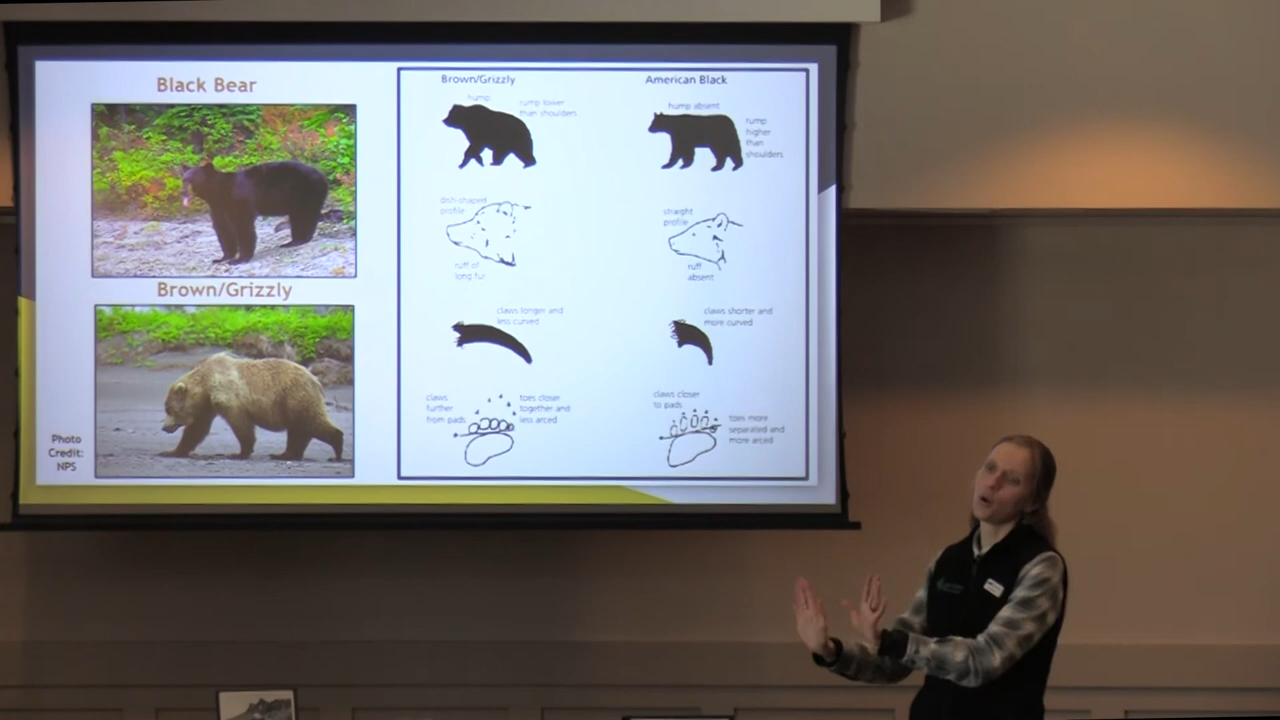 Black Bear
Brown/Grizzly
Photo
Credit:
NPS
Brown/Grizzly
American Black
hump
rump lower
than shoulders
hump absent
rump
higher
than
shoulders
dish-shaped
profile
ruff of
long fur
straight
profile
ruff
absent
claws longer and
less curved
claws shorter and
more curved
claws
further
from pads
toes closer
together and
less arced
claws closer
to pads
toes more
separated and
more arced